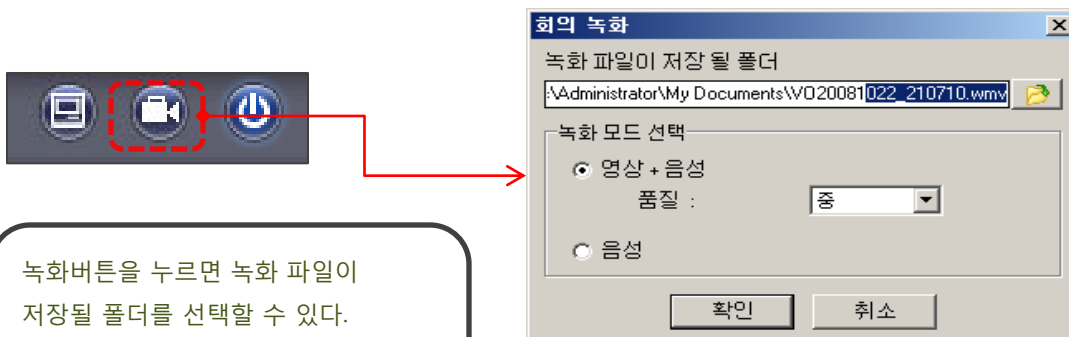 회의 녹화
녹화 파일이 저장 될 폴더
:\Administrator\My Documents\VO20081022_210710.wmv
녹화 모드 선택
영상 + 음성
품질 :
중
음성
확인
취소
녹화버튼을 누르면 녹화 파일이
저장될 폴더를 선택할 수 있다.